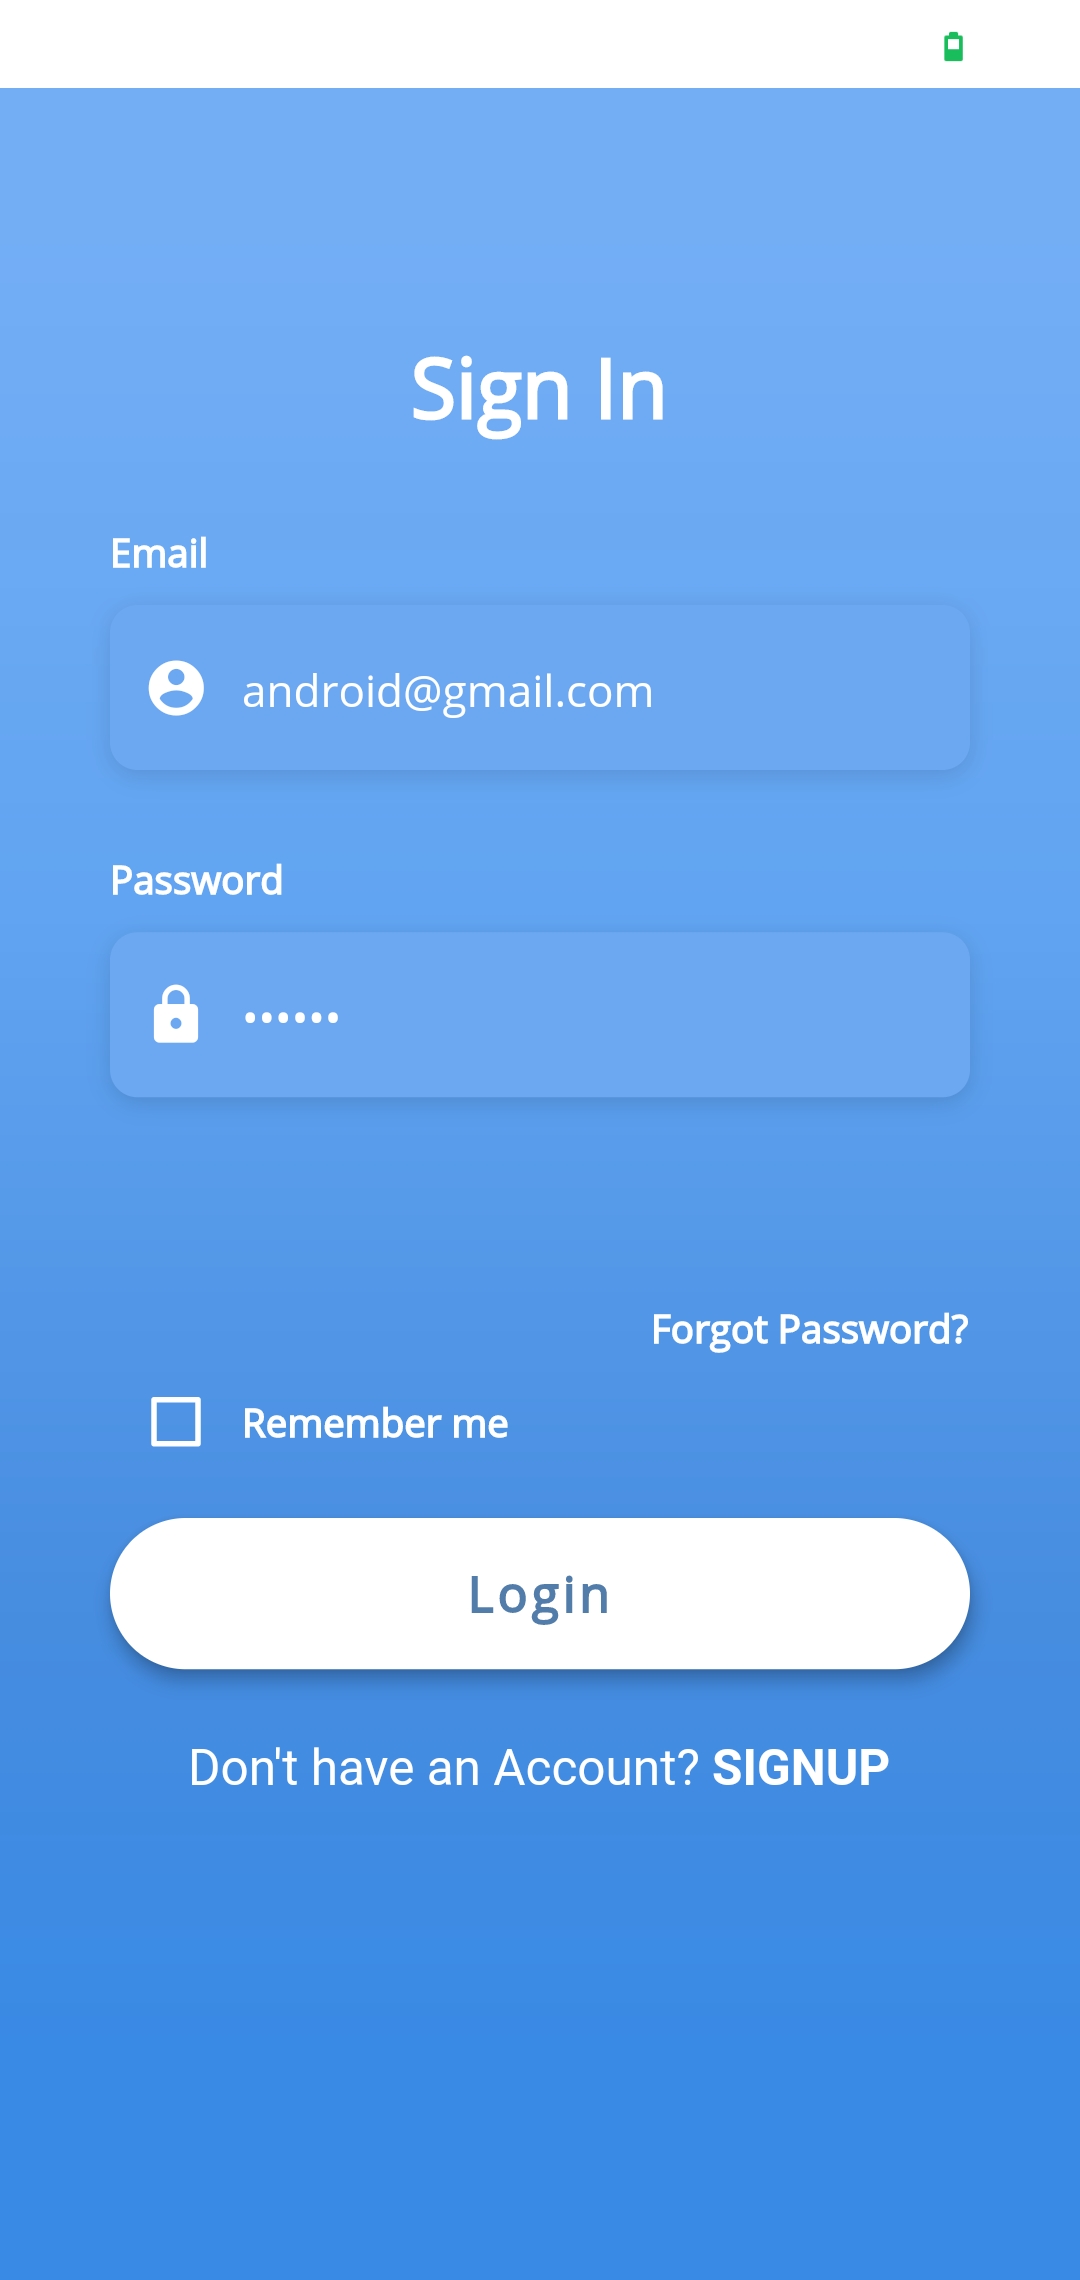 Sign In
Email
android@gmail.com
Password
••••••
Forgot Password?
Remember me
Login
Don't have an Account? SIGNUP